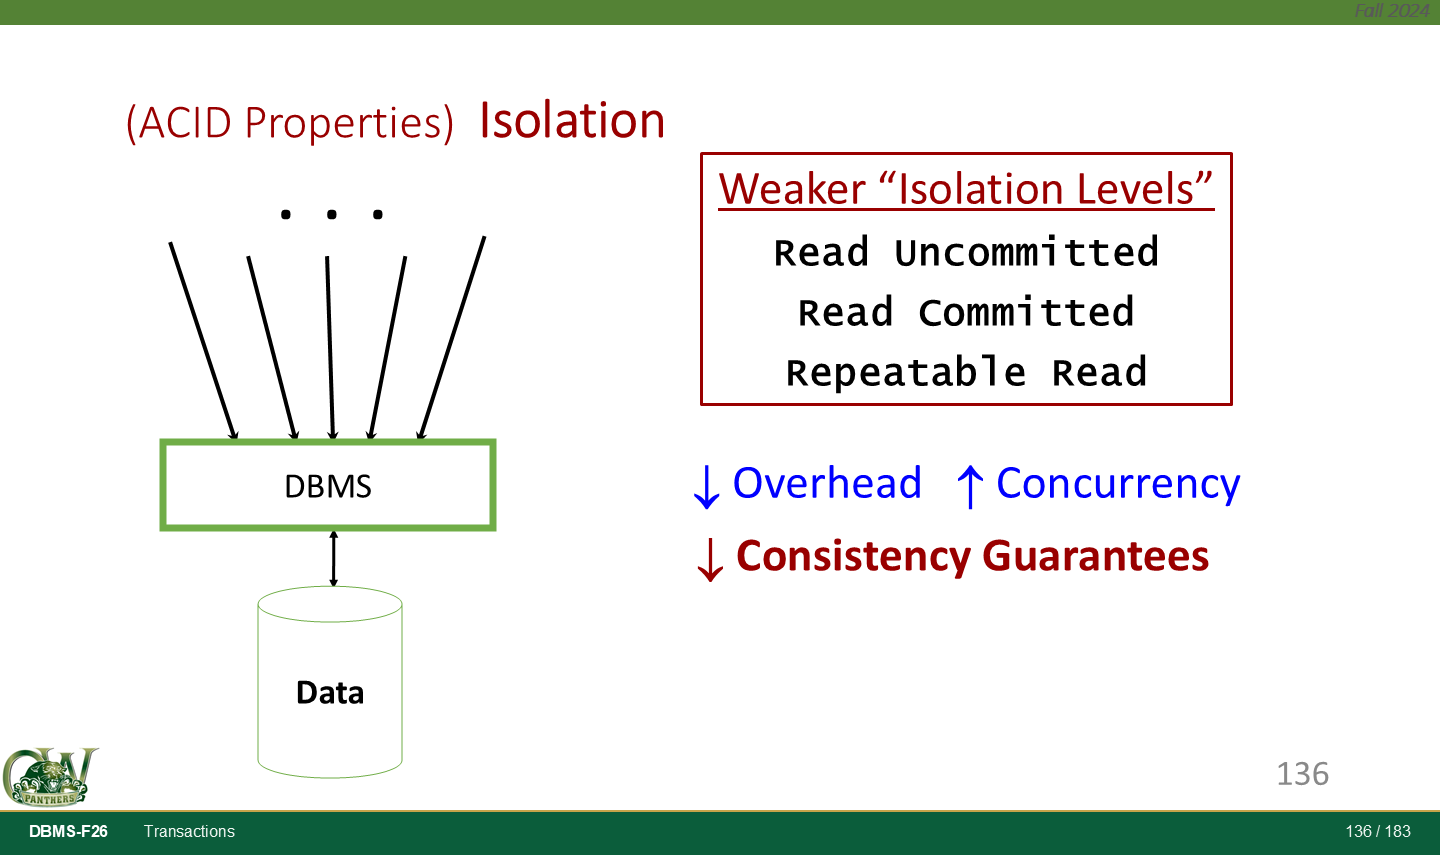 Fall 2024
(ACID Properties) Isolation
. . .
Weaker “Isolation Levels”
Read Uncommitted
Read Committed
Repeatable Read
DBMS
↓ Overhead ↑ Concurrency
↓ Consistency Guarantees
Data
OW
PANTHERS
136
DBMS-F26 Transactions 136 / 183